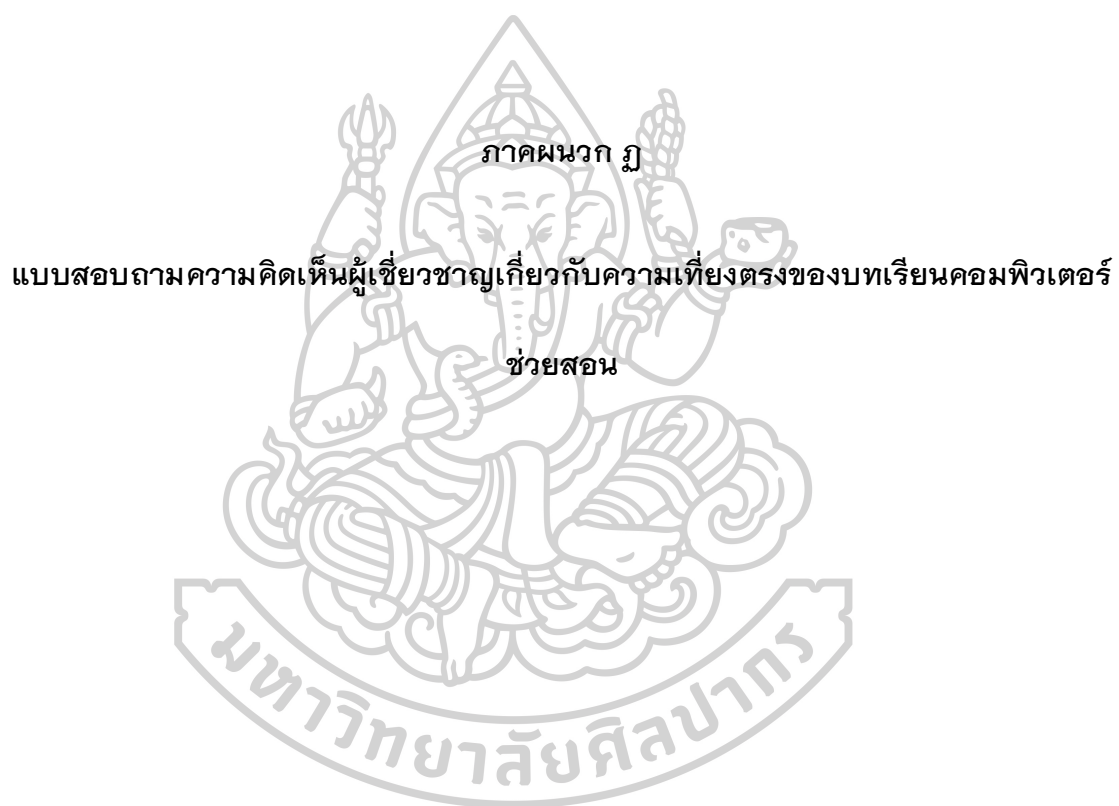 ภาคผนวก ฏ
แบบสอบถามความคิดเห็นผู้เชี่ยวชาญเกี่ยวกับความเที่ยงตรงของบทเรียนคอมพิวเตอร์
ช่วยสอน
มหาวิทยาลัยศิลปากร